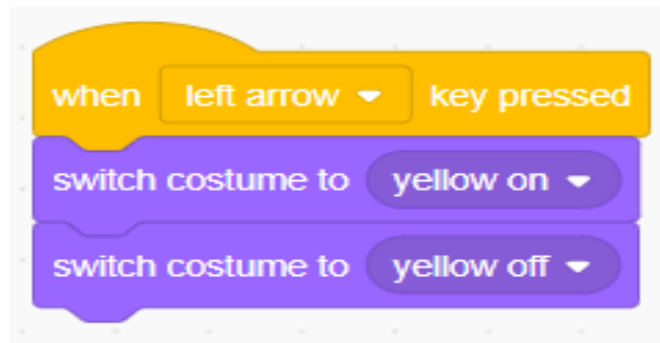 when left arrow key pressed
switch costume to yellow on
switch costume to yellow off